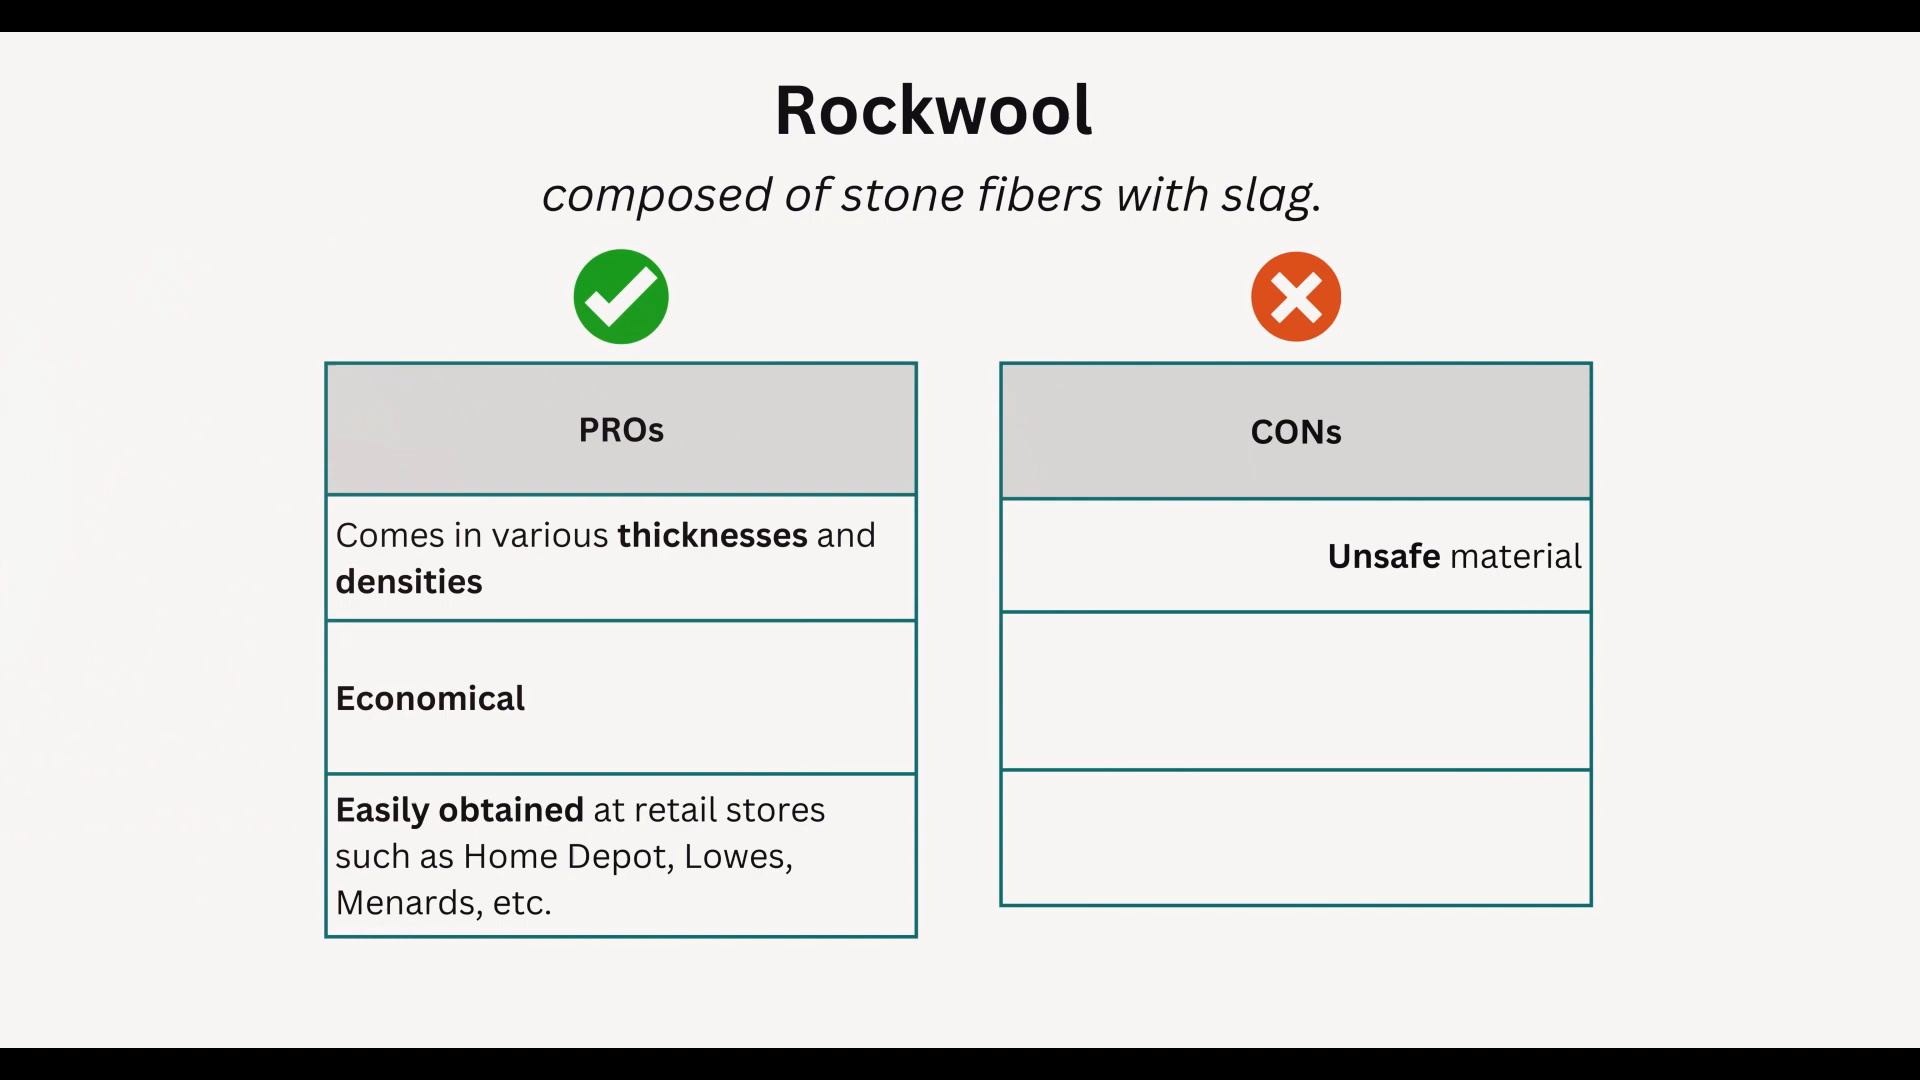 Rockwool
composed of stone fibers with slag.
PROs
Comes in various thicknesses and
densities
Economical
Easily obtained at retail stores
such as Home Depot, Lowes,
Menards, etc.
CONs
Unsafe material